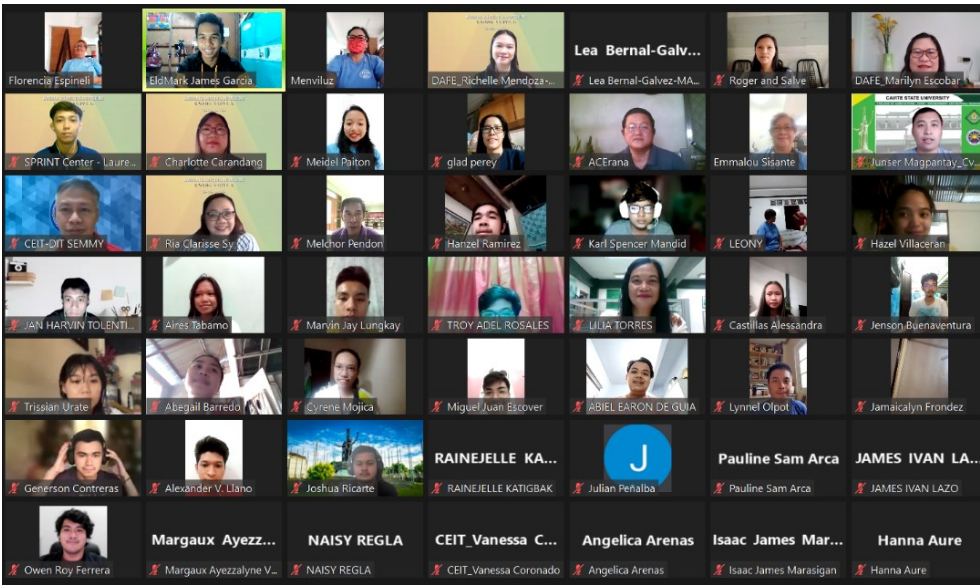 Florencia Espineli
EldMark James Garcia
Menviluz
DAFE_Richelle Mendoza-...
Lea Bernal-Galv...
Lea Bernal-Galvez-MA...
Roger and Salve
DAFE_Marilyn Escobar
SPRINT Center - Laure...
Charlotte Carandang
Meidel Paiton
glad perey
ACErana
Emmalou Sisante
CAVITE STATE UNIVERSITY
Junser Magpantay_Cv...
CEIT-DIT SEMMY
Ria Clarisse Sy
Melchor Pendon
Hanzel Ramirez
Karl Spencer Mandid
LEONY
Hazel Villaceran
JAN HARVIN TOLENTI...
Aires Tabamo
Marvin Jay Lungkay
TROY ADEL ROSALES
LILIA TORRES
Castillas Alessandra
Jenson Buenaventura
Trissian Urate
Abegail Barredo
Cyrene Mojica
Miguel Juan Escover
ABIEL EARON DE GUIA
Lynnel Olpot
Jamaicalyn Frondez
Generson Contreras
Alexander V. Llano
Joshua Ricarte
RAINEJELLE KA...
RAINEJELLE KATIGBAK
J
Julian Peñalba
Pauline Sam Arca
Pauline Sam Arca
JAMES IVAN LA...
JAMES IVAN LAZO
Owen Roy Ferrera
Margaux Ayezz...
Margaux Ayezzalyne V...
NAISY REGLA
NAISY REGLA
CEIT_Vanessa C...
CEIT_Vanessa Coronado
Angelica Arenas
Angelica Arenas
Isaac James Mar...
Isaac James Marasigan
Hanna Aure
Hanna Aure